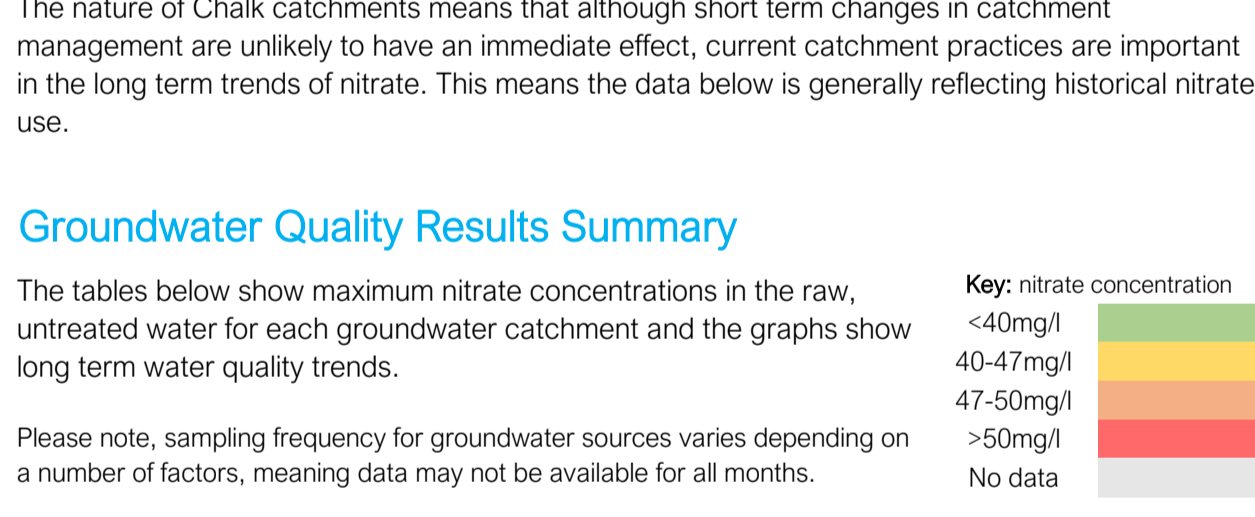 The nature of Chalk catchments means that although short term changes in catchment
management are unlikely to have an immediate effect, current catchment practices are important
in the long term trends of nitrate. This means the data below is generally reflecting historical nitrate
use.
Groundwater Quality Results Summary
The tables below show maximum nitrate concentrations in the raw,
untreated water for each groundwater catchment and the graphs show
long term water quality trends.
Please note, sampling frequency for groundwater sources varies depending on
a number of factors, meaning data may not be available for all months.
Key: nitrate concentration
<40mg/l
40-47mg/l
47-50mg/l
>50mg/l
No data